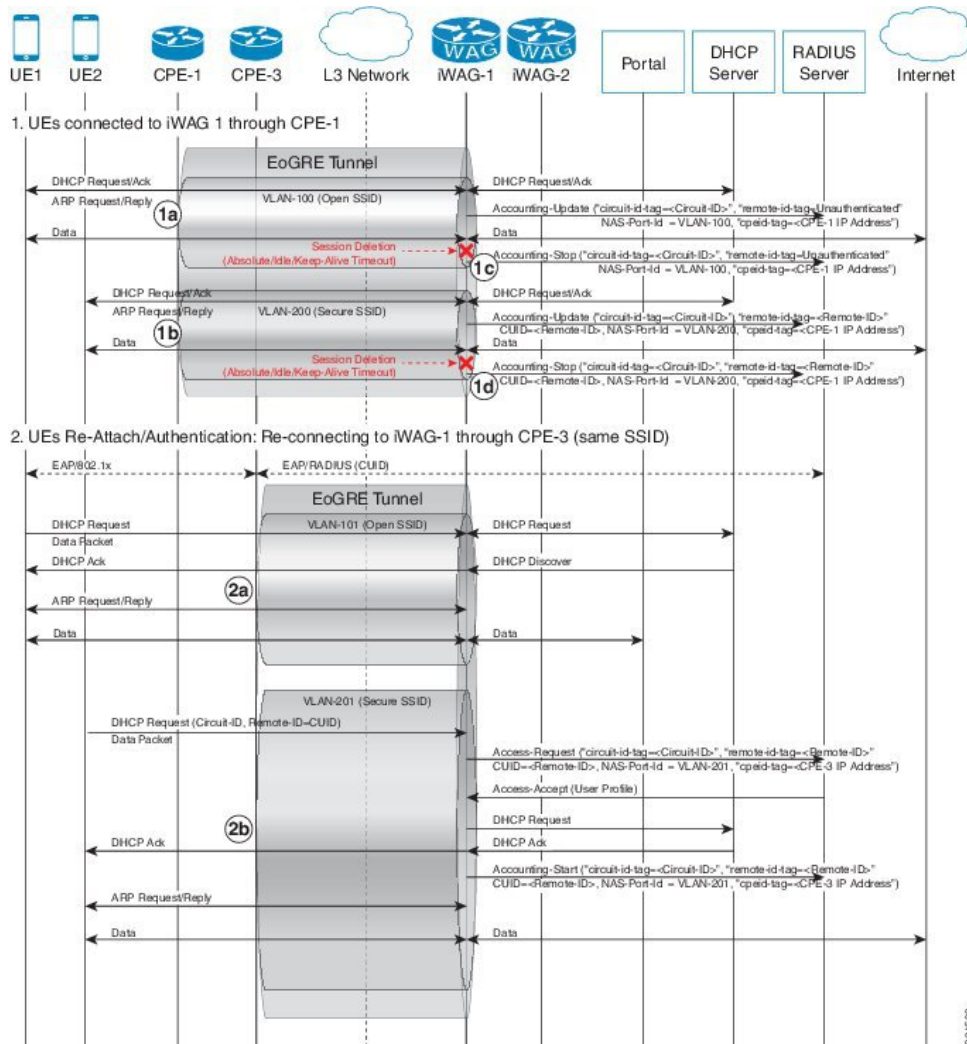 UE1 UE2 CPE-1 CPE-3 L3 Network iWAG-1 iWAG-2 Portal DHCP Server RADIUS Server Internet
WAG WAG
1. UEs connected to iWAG 1 through CPE-1
EoGRE Tunnel
DHCP Request/Ack
DHCP Request/Ack
ARP Request/Reply
1a
VLAN-100 (Open SSID)
Accounting-Update ("circuit-id-tag=<Circuit-ID>", "remote-id-tag=Unauthenticated"
NAS-Port-Id = VLAN-100, "cpeid-tag=<CPE-1 IP Address")
Data
Data
Session Deletion
(Absolute/Idle/Keep-Alive Timeout)
1c
Accounting-Stop ("circuit-id-tag=<Circuit-ID>", "remote-id-tag=Unauthenticated"
NAS-Port-Id = VLAN-100, "cpeid-tag=<CPE-1 IP Address")
DHCP Request/Ack
DHCP Request/Ack
ARP Request/Reply
1b
VLAN-200 (Secure SSID)
Accounting-Update ("circuit-id-tag=<Circuit-ID>", "remote-id-tag=<Remote-ID>"
CUID=<Remote-ID>, NAS-Port-Id = VLAN-200, "cpeid-tag=<CPE-1 IP Address")
Data
Data
Session Deletion
(Absolute/Idle/Keep-Alive Timeout)
1d
Accounting-Stop ("circuit-id-tag=<Circuit-ID>", "remote-id-tag=<Remote-ID>"
CUID=<Remote-ID>, NAS-Port-Id = VLAN-200, "cpeid-tag=<CPE-1 IP Address")
2. UEs Re-Attach/Authentication: Re-connecting to iWAG-1 through CPE-3 (same SSID)
EAP/802.1x
EAP/RADIUS (CUID)
EoGRE Tunnel
DHCP Request
VLAN-101 (Open SSID)
DHCP Request
Data Packet
DHCP Ack
DHCP Discover
2a
ARP Request/Reply
Data
Data
VLAN-201 (Secure SSID)
DHCP Request (Circuit-ID, Remote-ID=CUID)
Data Packet
Access-Request ("circuit-id-tag=<Circuit-ID>", "remote-id-tag=<Remote-ID>"
CUID=<Remote-ID>, NAS-Port-Id = VLAN-201, "cpeid-tag=<CPE-3 IP Address")
Access-Accept (User Profile)
2b
DHCP Request
DHCP Ack
DHCP Ack
Accounting-Start ("circuit-id-tag=<Circuit-ID>", "remote-id-tag=<Remote-ID>"
CUID=<Remote-ID>, NAS-Port-Id = VLAN-201, "cpeid-tag=<CPE-3 IP Address")
ARP Request/Reply
Data
Data